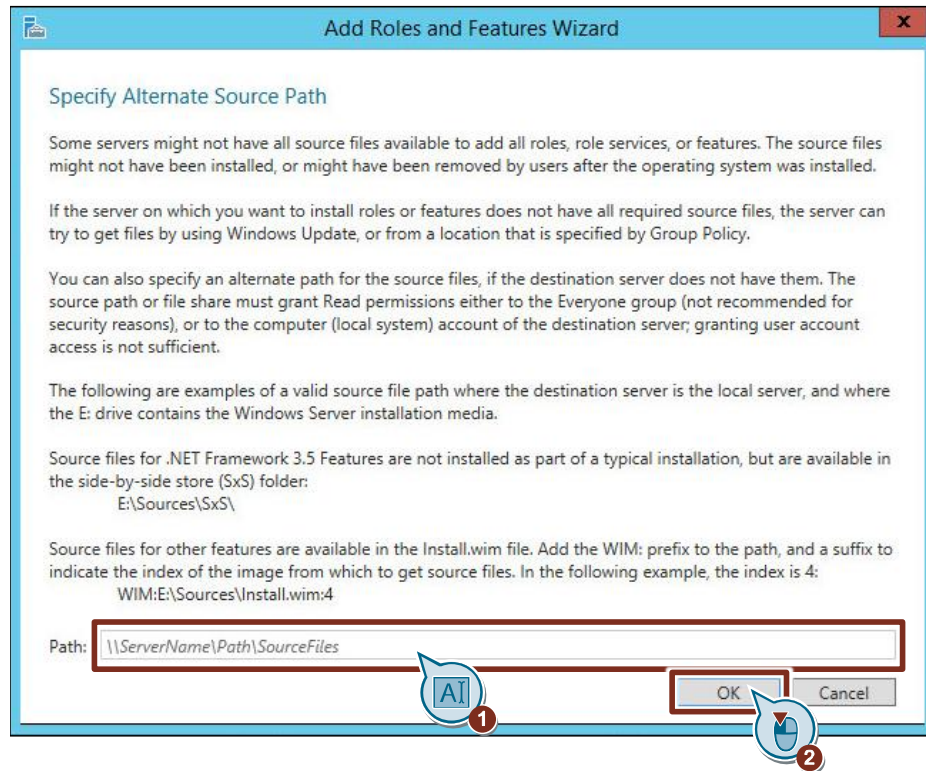 Add Roles and Features Wizard
x
Specify Alternate Source Path
Some servers might not have all source files available to add all roles, role services, or features. The source files
might not have been installed, or might have been removed by users after the operating system was installed.
If the server on which you want to install roles or features does not have all required source files, the server can
try to get files by using Windows Update, or from a location that is specified by Group Policy.
You can also specify an alternate path for the source files, if the destination server does not have them. The
source path or file share must grant Read permissions either to the Everyone group (not recommended for
security reasons), or to the computer (local system) account of the destination server; granting user account
access is not sufficient.
The following are examples of a valid source file path where the destination server is the local server, and where
the E: drive contains the Windows Server installation media.
Source files for .NET Framework 3.5 Features are not installed as part of a typical installation, but are available in
the side-by-side store (SxS) folder:
E:\Sources\SxS\
Source files for other features are available in the Install.wim file. Add the WIM: prefix to the path, and a suffix to
indicate the index of the image from which to get source files. In the following example, the index is 4:
WIM:E:\Sources\Install.wim:4
Path: \\ServerName\Path\SourceFiles
A
1
OK Cancel
2